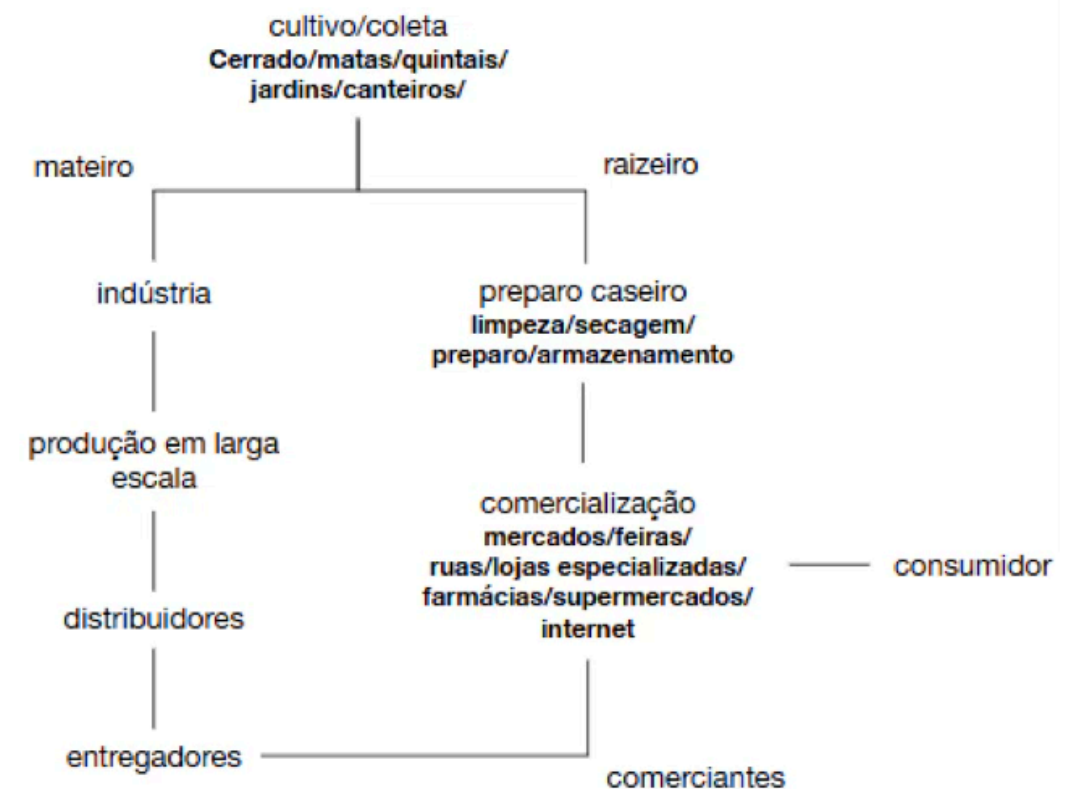 cultivo/coleta
Cerrado/matas/quintais/
jardins/canteiros/
mateiro
raizeiro
indústria
preparo caseiro
limpeza/secagem/
preparo/armazenamento
produção em larga
escala
comercialização
mercados/feiras/
ruas/lojas especializadas/
farmácias/supermercados/
internet
consumidor
distribuidores
entregadores
comerciantes